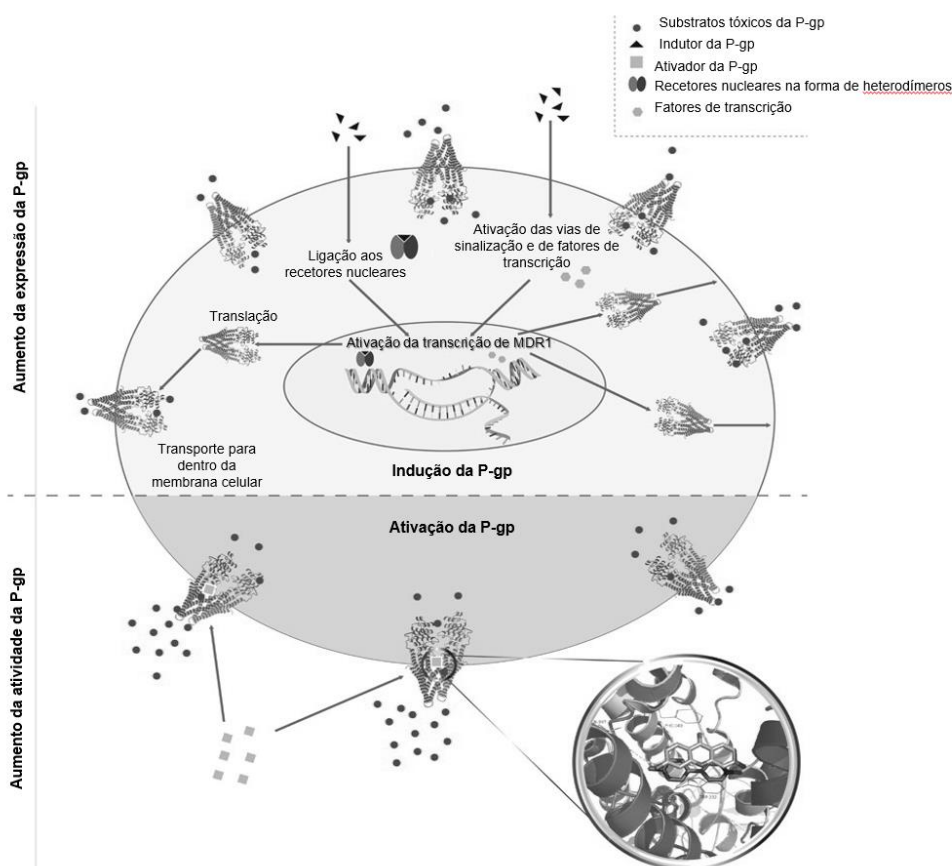 Substratos tóxicos da P-gp
Indutor da P-gp
Ativador da P-gp
Recetores nucleares na forma de heterodímeros
Fatores de transcrição
Aumento da expressão da P-gp
Ligação aos
recetores nucleares
Ativação das vias de
sinalização e de fatores de
transcrição
Translação
Ativação da transcrição de MDR1
Transporte para
dentro da
membrana celular
Indução da P-gp
Ativação da P-gp
Aumento da atividade da P-gp